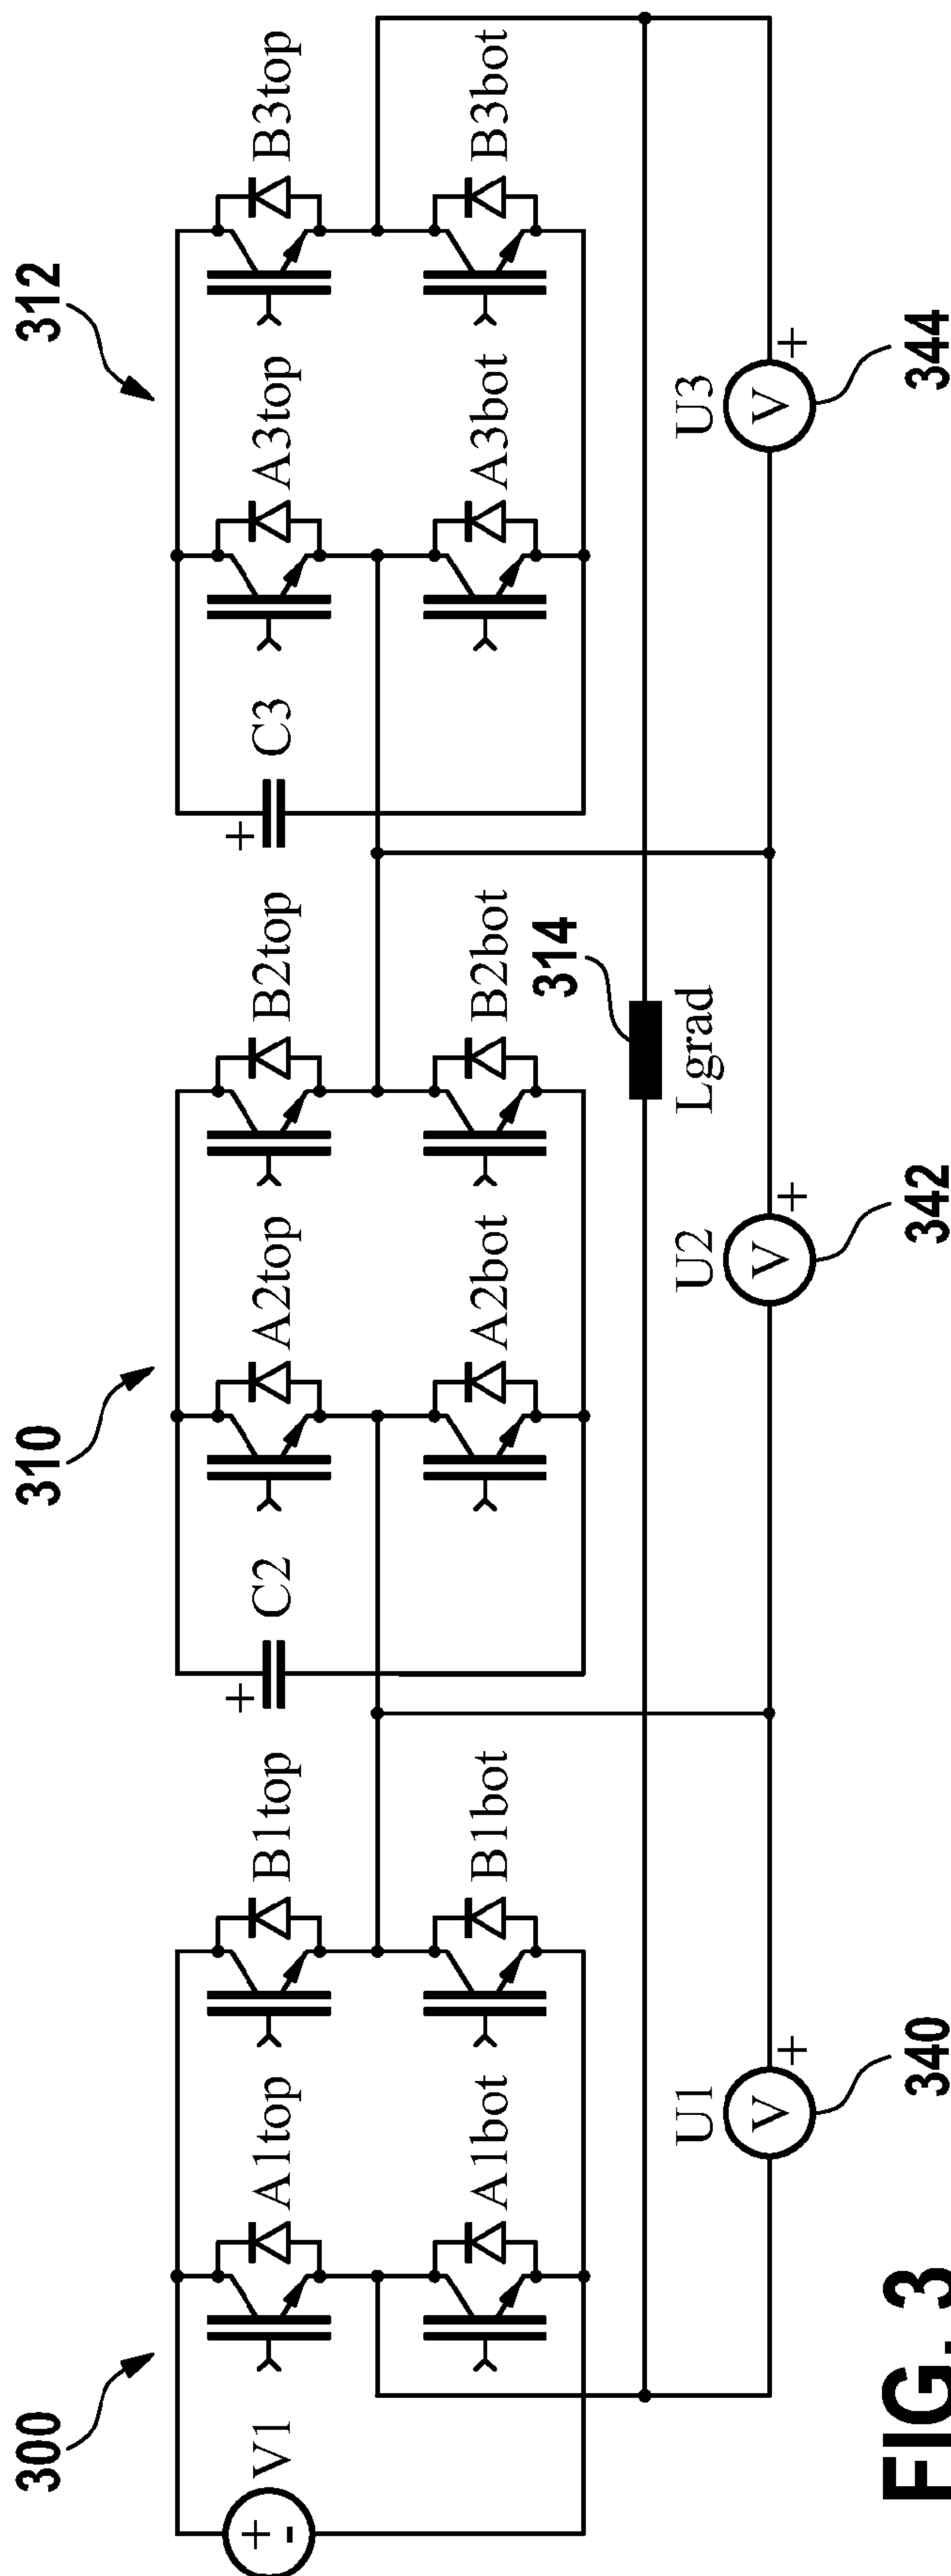 300
310
312
V1
+
-
A1top
B1top
A1bot
B1bot
+
C2
A2top
B2top
A2bot
B2bot
+
C3
A3top
B3top
A3bot
B3bot
314
Lgrad
U1
V
+
340
U2
V
+
342
U3
V
+
344
FIG. 3